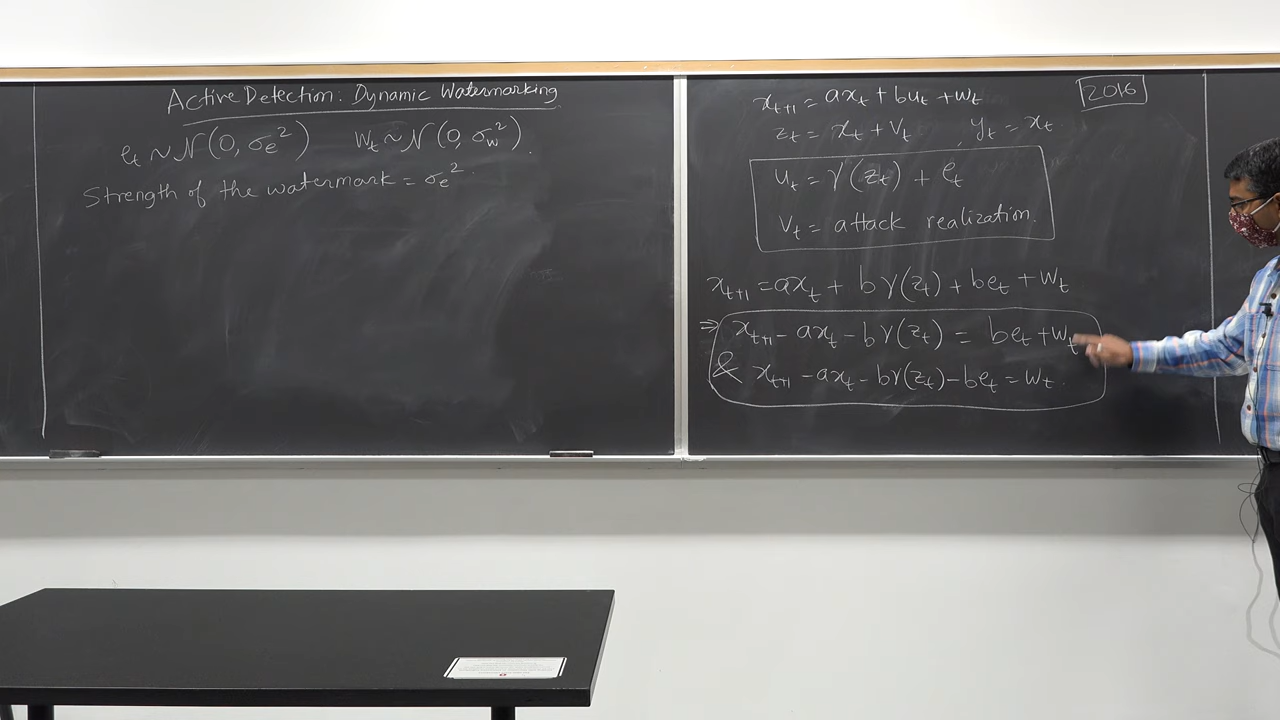 Active Detection: Dynamic Watermarking
e_t ~ N(0, σ_e^2) w_t ~ N(0, σ_w^2).
Strength of the watermark = σ_e^2.
x_{t+1} = ax_t + bu_t + w_t
2016
z_t = x_t + v_t , y_t = x_t
u_t = γ(z_t) + e_t
v_t = attack realization.
x_{t+1} = ax_t + bγ(z_t) + be_t + w_t
⇒ x_{t+1} - ax_t - bγ(z_t) = be_t + w_t
& x_{t+1} - ax_t - bγ(z_t) - be_t = w_t.